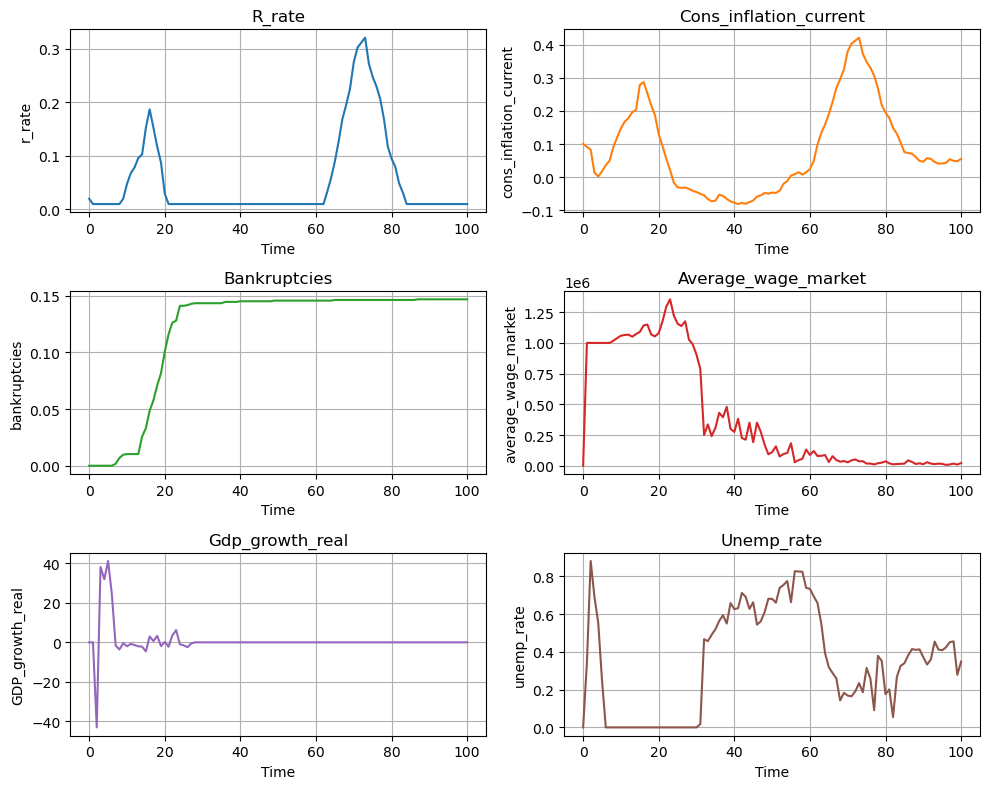 R_rate
r_rate
0.3
0.2
0.1
0.0
0 20 40 60 80 100
Time
Cons_inflation_current
cons_inflation_current
0.4
0.3
0.2
0.1
0.0
−0.1
0 20 40 60 80 100
Time
Bankruptcies
bankruptcies
0.15
0.10
0.05
0.00
0 20 40 60 80 100
Time
Average_wage_market
1e6
average_wage_market
1.25
1.00
0.75
0.50
0.25
0.00
0 20 40 60 80 100
Time
Gdp_growth_real
GDP_growth_real
40
20
0
−20
−40
0 20 40 60 80 100
Time
Unemp_rate
unemp_rate
0.8
0.6
0.4
0.2
0.0
0 20 40 60 80 100
Time